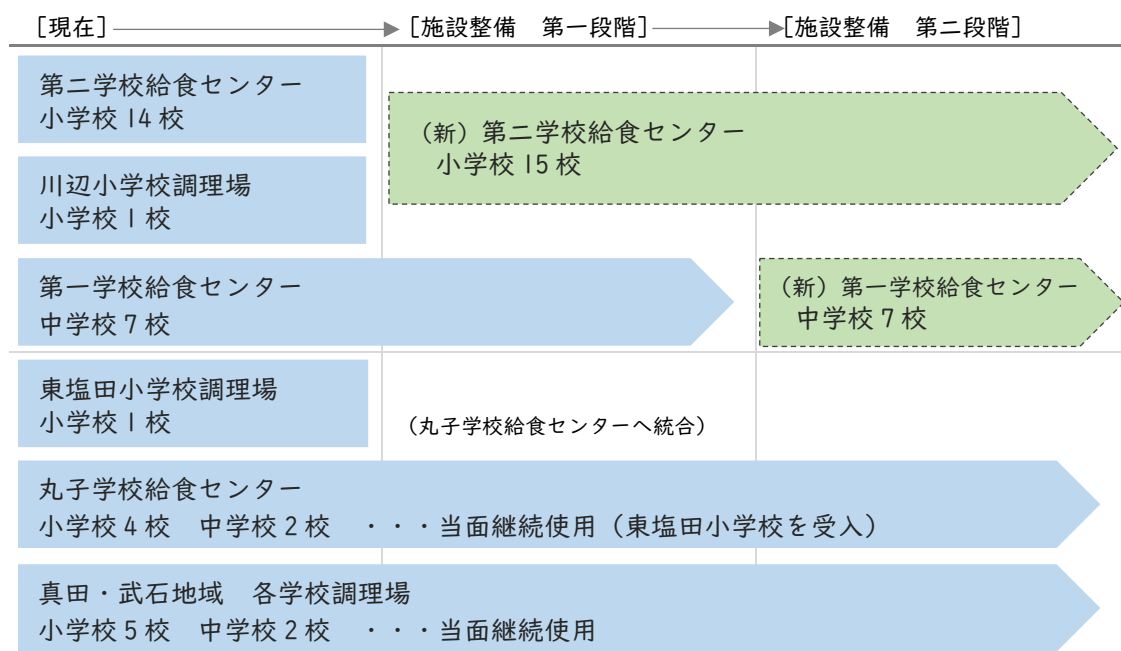 [現在]
[施設整備　第一段階]
[施設整備　第二段階]
第二学校給食センター
小学校14校
(新) 第二学校給食センター
小学校15校
川辺小学校調理場
小学校1校
第一学校給食センター
中学校7校
(新) 第一学校給食センター
中学校7校
東塩田小学校調理場
小学校1校
(丸子学校給食センターへ統合)
丸子学校給食センター
小学校4校　中学校2校　・・・当面継続使用（東塩田小学校を受入）
真田・武石地域　各学校調理場
小学校5校　中学校2校　・・・当面継続使用